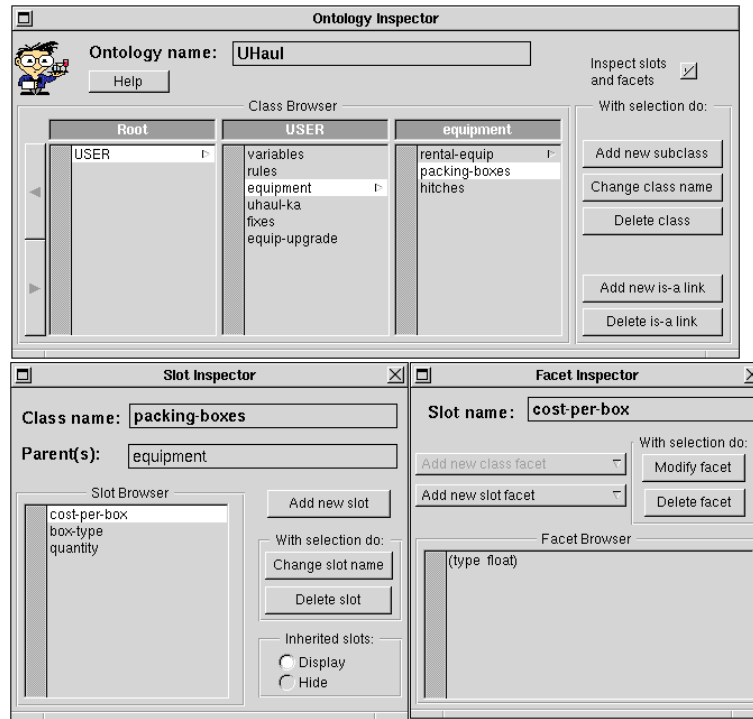 Ontology Inspector
Ontology name: UHaul
Help
Inspect slots
and facets
Class Browser
With selection do:
Root
USER
equipment
USER
variables
rules
equipment
uhaul-ka
fixes
equip-upgrade
rental-equip
packing-boxes
hitches
Add new subclass
Change class name
Delete class
Add new is-a link
Delete is-a link
Slot Inspector
Class name: packing-boxes
Parent(s): equipment
Slot Browser
cost-per-box
box-type
quantity
Add new slot
With selection do:
Change slot name
Delete slot
Inherited slots:
Display
Hide
Facet Inspector
Slot name: cost-per-box
Add new class facet
Add new slot facet
With selection do:
Modify facet
Delete facet
Facet Browser
(type float)